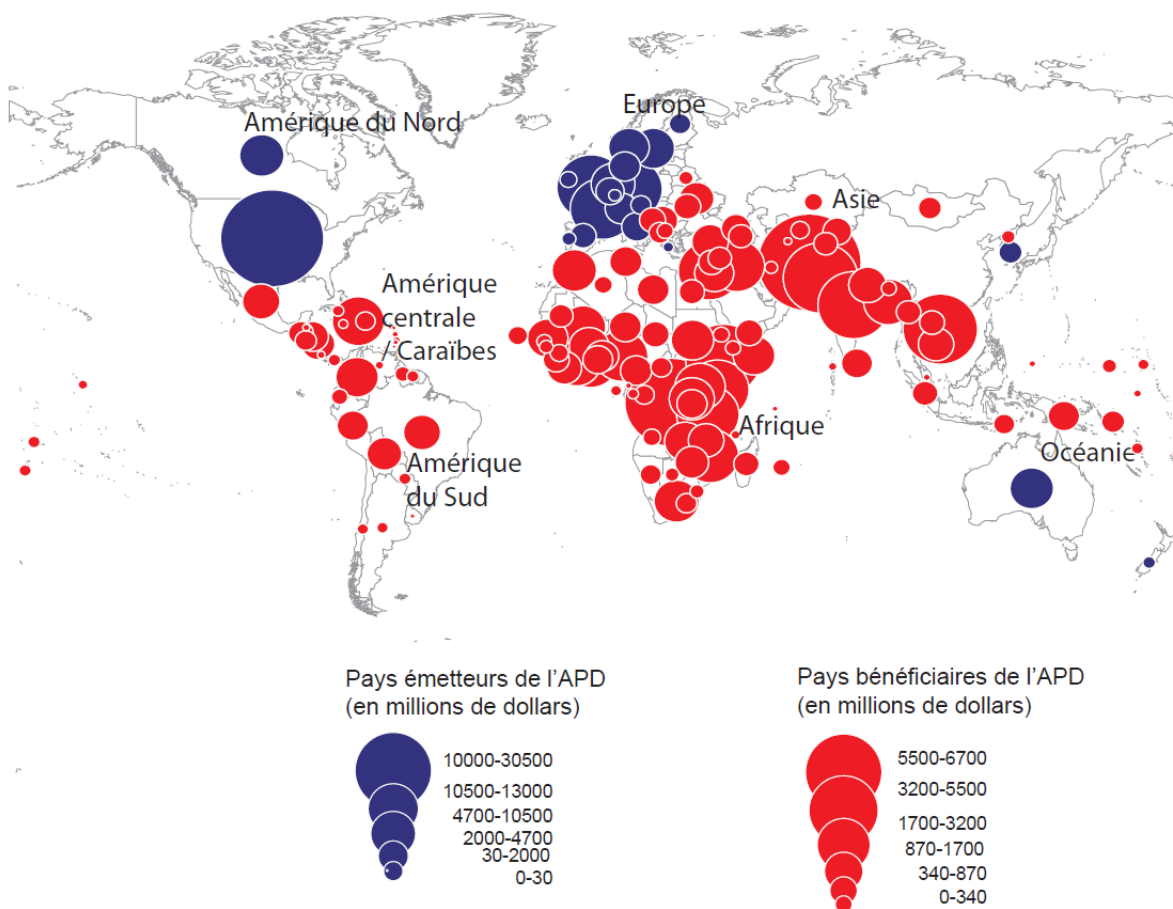 Amérique du Nord
Europe
Asie
Amérique
centrale
/ Caraïbes
Afrique
Océanie
Amérique
du Sud
Pays émetteurs de l'APD
(en millions de dollars)
10000-30500
10500-13000
4700-10500
2000-4700
30-2000
0-30
Pays bénéficiaires de l'APD
(en millions de dollars)
5500-6700
3200-5500
1700-3200
870-1700
340-870
0-340